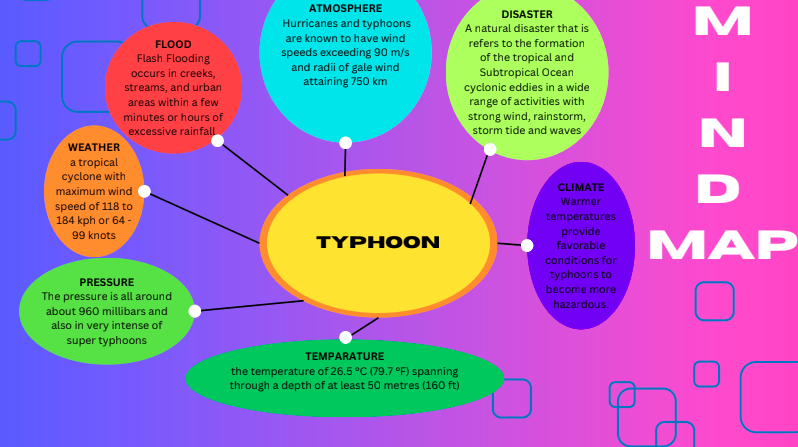 ATMOSPHERE
Hurricanes and typhoons
are known to have wind
speeds exceeding 90 m/s
and radii of gale wind
attaining 750 km
DISASTER
A natural disaster that is
refers to the formation
of the tropical and
Subtropical Ocean
cyclonic eddies in a wide
range of activities with
strong wind, rainstorm,
storm tide and waves
FLOOD
Flash Flooding
occurs in creeks,
streams, and urban
areas within a few
minutes or hours of
excessive rainfall
WEATHER
a tropical
cyclone with
maximum wind
speed of 118 to
184 kph or 64 -
99 knots
TYPHOON
CLIMATE
Warmer
temperatures
provide
favorable
conditions for
typhoons to
become more
hazardous.
PRESSURE
The pressure is all around
about 960 millibars and
also in very intense of
super typhoons
TEMPARATURE
the temperature of 26.5 °C (79.7 °F) spanning
through a depth of at least 50 metres (160 ft)
M
I
N
D
MAP